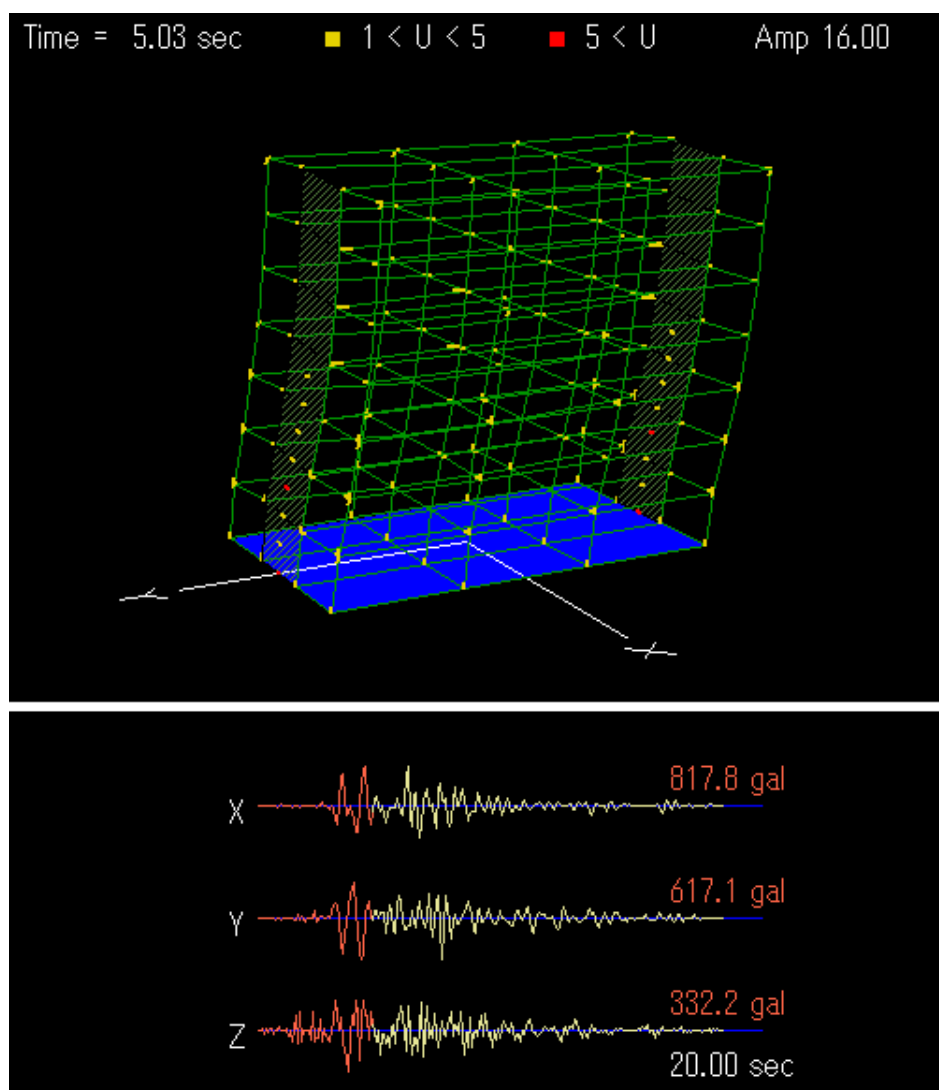 Time = 5.03 sec 1 < U < 5 5 < U Amp 16.00
Y
X
817.8 gal
X
617.1 gal
Y
332.2 gal
Z
20.00 sec